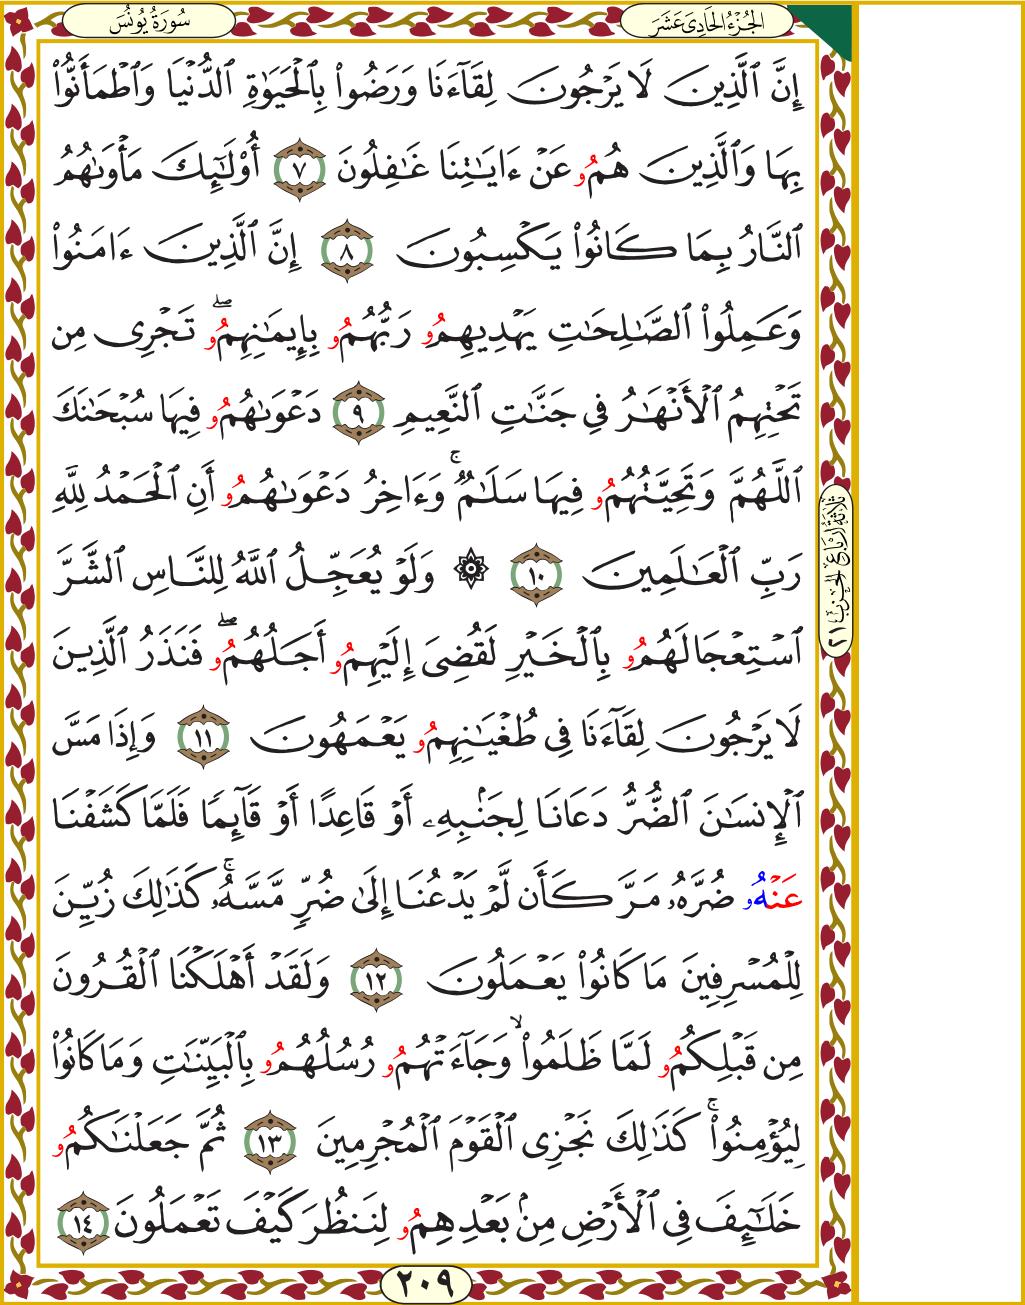 الجُزْءُ الحَادِىَ عَشَرَ
سُورَةُ يُونُسَ
إِنَّ ٱلَّذِينَ لَا يَرْجُونَ لِقَآءَنَا وَرَضُوا۟ بِٱلْحَيَوٰةِ ٱلدُّنْيَا وَٱطْمَأَنُّوا۟
بِهَا وَٱلَّذِينَ هُمُۥ عَنْ ءَايَـٰتِنَا غَـٰفِلُونَ ٧ أُو۟لَـٰٓئِكَ مَأْوَىٰهُمُ
ٱلنَّارُ بِمَا كَانُوا۟ يَكْسِبُونَ ٨ إِنَّ ٱلَّذِينَ ءَامَنُوا۟
وَعَمِلُوا۟ ٱلصَّـٰلِحَـٰتِ يَهْدِيهِمُۥ رَبُّهُمُۥ بِإِيمَـٰنِهِمُۥ ۖ تَجْرِى مِن
تَحْتِهِمُ ٱلْأَنْهَـٰرُ فِى جَنَّـٰتِ ٱلنَّعِيمِ ٩ دَعْوَىٰهُمُۥ فِيهَا سُبْحَـٰنَكَ
ٱللَّهُمَّ وَتَحِيَّتُهُمُۥ فِيهَا سَلَـٰمٌ ۚ وَءَاخِرُ دَعْوَىٰهُمُۥ أَنِ ٱلْحَمْدُ لِلَّهِ
رَبِّ ٱلْعَـٰلَمِينَ ١٠ ۞ وَلَوْ يُعَجِّلُ ٱللَّهُ لِلنَّاسِ ٱلشَّرَّ
ٱسْتِعْجَالَهُمُۥ بِٱلْخَيْرِ لَقُضِىَ إِلَيْهِمُۥ أَجَلُهُمُۥ ۖ فَنَذَرُ ٱلَّذِينَ
لَا يَرْجُونَ لِقَآءَنَا فِى طُغْيَـٰنِهِمُۥ يَعْمَهُونَ ١١ وَإِذَا مَسَّ
ٱلْإِنسَـٰنَ ٱلضُّرُّ دَعَانَا لِجَنۢبِهِۦٓ أَوْ قَاعِدًا أَوْ قَآئِمًا فَلَمَّا كَشَفْنَا
عَنْهُۥ ضُرَّهُۥ مَرَّ كَأَن لَّمْ يَدْعُنَا إِلَىٰ ضُرٍّ مَّسَّهُۥ ۚ كَذَٰلِكَ زُيِّنَ
لِلْمُسْرِفِينَ مَا كَانُوا۟ يَعْمَلُونَ ١٢ وَلَقَدْ أَهْلَكْنَا ٱلْقُرُونَ
مِن قَبْلِكُمُۥ لَمَّا ظَلَمُوا۟ ۙ وَجَآءَتْهُمُۥ رُسُلُهُمُۥ بِٱلْبَيِّنَـٰتِ وَمَا كَانُوا۟
لِيُؤْمِنُوا۟ ۚ كَذَٰلِكَ نَجْزِى ٱلْقَوْمَ ٱلْمُجْرِمِينَ ١٣ ثُمَّ جَعَلْنَـٰكُمُۥ
خَلَـٰٓئِفَ فِى ٱلْأَرْضِ مِنۢ بَعْدِهِمُۥ لِنَنظُرَ كَيْفَ تَعْمَلُونَ ١٤
ثَلَاثَةُ أَرْبَاعِ الحِزْبِ ٢١
٢٠٩